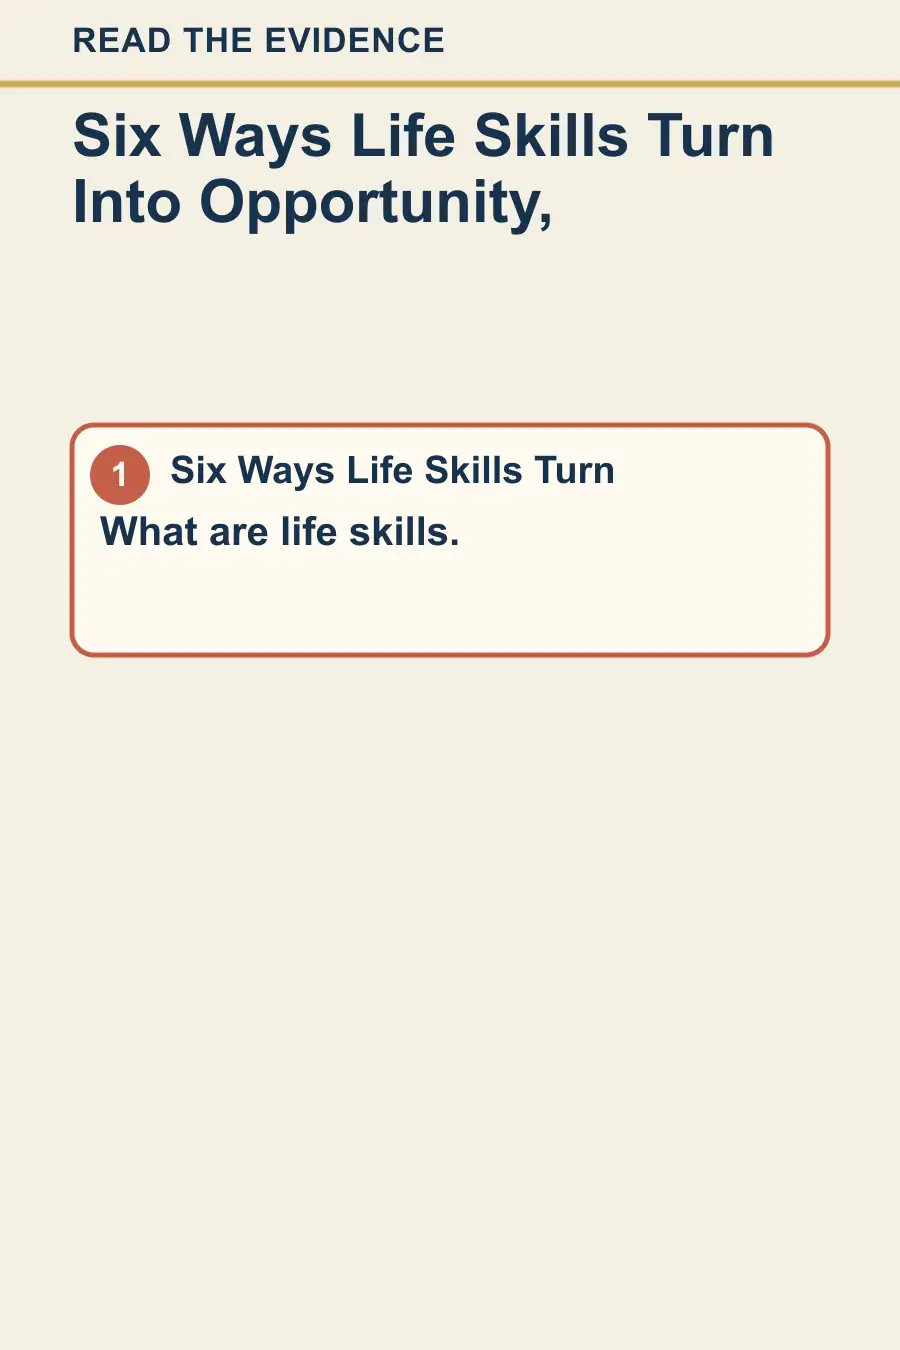 READ THE EVIDENCE
Six Ways Life Skills Turn
Into Opportunity,
1 Six Ways Life Skills Turn
What are life skills.